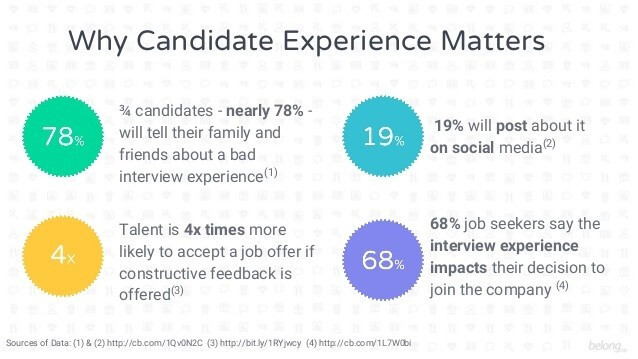 Why Candidate Experience Matters
78%
¾ candidates - nearly 78% -
will tell their family and
friends about a bad
interview experience(1)
19%
19% will post about it
on social media(2)
4x
Talent is 4x times more
likely to accept a job offer if
constructive feedback is
offered(3)
68%
68% job seekers say the
interview experience
impacts their decision to
join the company (4)
Sources of Data: (1) & (2) http://cb.com/1Qv0N2C (3) http://bit.ly/1RYjwcy (4) http://cb.com/1L7W0bi
belong